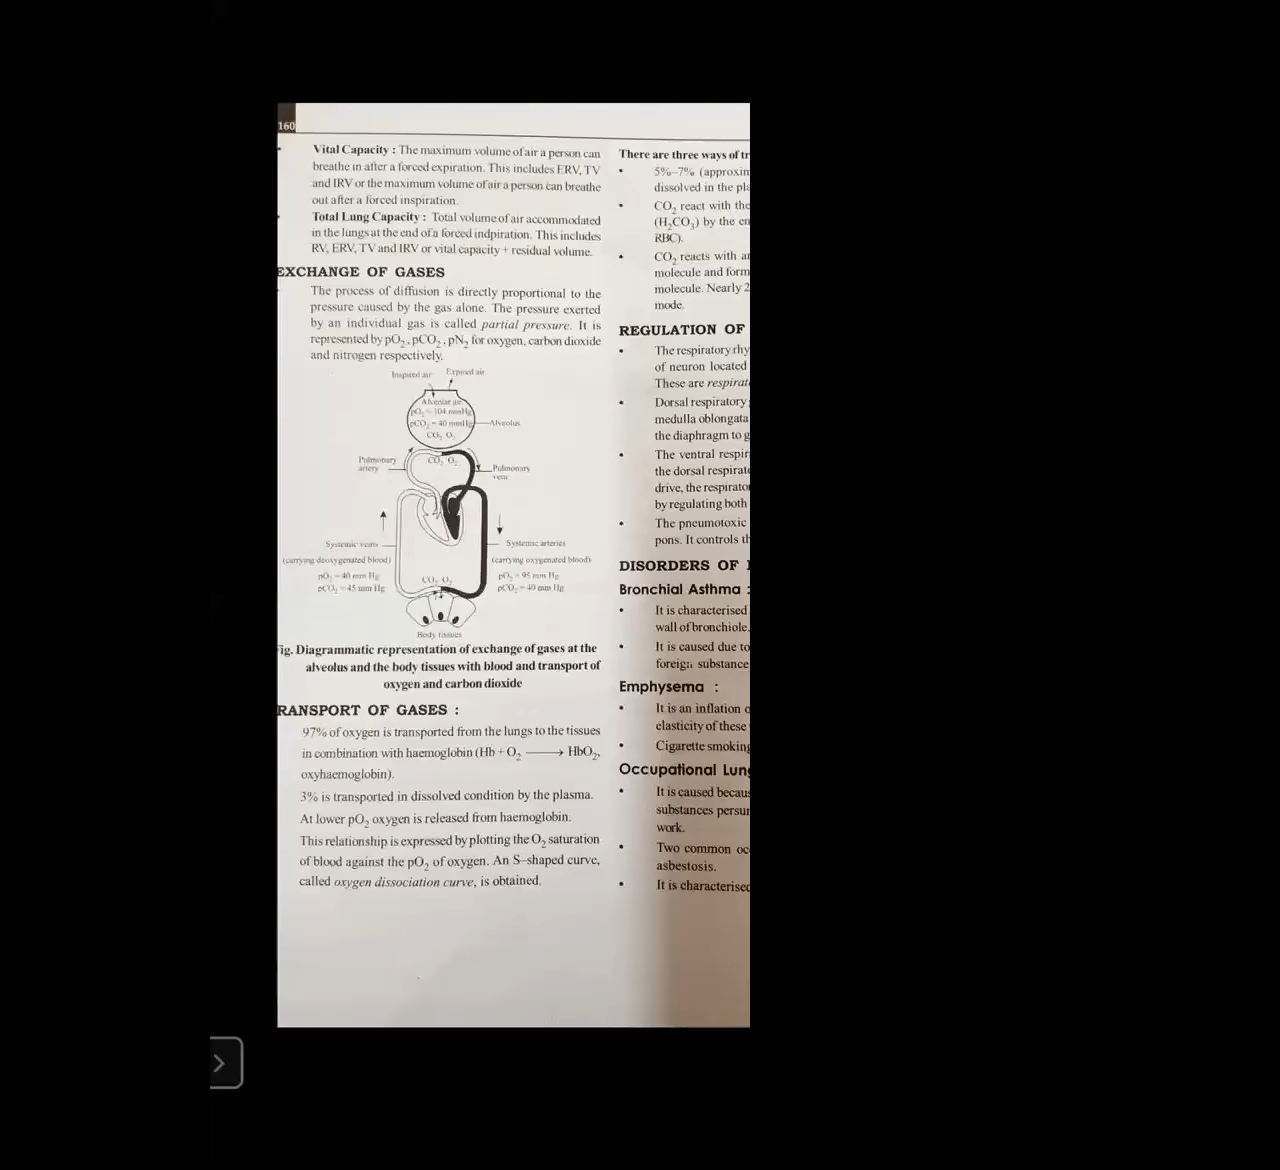 160
Vital Capacity : The maximum volume of air a person can
breathe in after a forced expiration. This includes ERV, TV
and IRV or the maximum volume of air a person can breathe
out after a forced inspiration.
Total Lung Capacity : Total volume of air accommodated
in the lungs at the end of a forced indpiration. This includes
RV, ERV, TV and IRV or vital capacity + residual volume.
EXCHANGE OF GASES
The process of diffusion is directly proportional to the
pressure caused by the gas alone. The pressure exerted
by an individual gas is called partial pressure. It is
represented by pO₂, pCO₂, pN₂ for oxygen, carbon dioxide
and nitrogen respectively.
Inspired air Expired air
Alveolar air
pO₂ = 104 mmHg
pCO₂ = 40 mmHg
Alveolus
CO₂ O₂
Pulmonary
artery
CO₂ O₂
Pulmonary
vein
Systemic veins
(carrying deoxygenated blood)
pO₂ = 40 mm Hg
pCO₂ = 45 mm Hg
Systemic arteries
(carrying oxygenated blood)
pO₂ = 95 mm Hg
pCO₂ = 40 mm Hg
CO₂ O₂
Body tissues
ig. Diagrammatic representation of exchange of gases at the
alveolus and the body tissues with blood and transport of
oxygen and carbon dioxide
RANSPORT OF GASES :
97% of oxygen is transported from the lungs to the tissues
in combination with haemoglobin (Hb + O₂ ⟶ HbO₂,
oxyhaemoglobin).
3% is transported in dissolved condition by the plasma.
At lower pO₂ oxygen is released from haemoglobin.
This relationship is expressed by plotting the O₂ saturation
of blood against the pO₂ of oxygen. An S-shaped curve,
called oxygen dissociation curve, is obtained.
There are three ways of tr
• 5%–7% (approxim
dissolved in the pla
• CO₂ react with the
(H₂CO₃) by the en
RBC).
• CO₂ reacts with a
molecule and form
molecule. Nearly 2
mode.
REGULATION OF
• The respiratory rhy
of neuron located
These are respirat
• Dorsal respiratory
medulla oblongata
the diaphragm to g
• The ventral respir
the dorsal respirat
drive, the respirato
by regulating both
• The pneumotoxic
pons. It controls th
DISORDERS OF
Bronchial Asthma :
• It is characterised
wall of bronchiole.
• It is caused due to
foreign substance
Emphysema :
• It is an inflation o
elasticity of these
• Cigarette smoking
Occupational Lung
• It is caused becau
substances persu
work.
• Two common oc
asbestosis.
• It is characterised